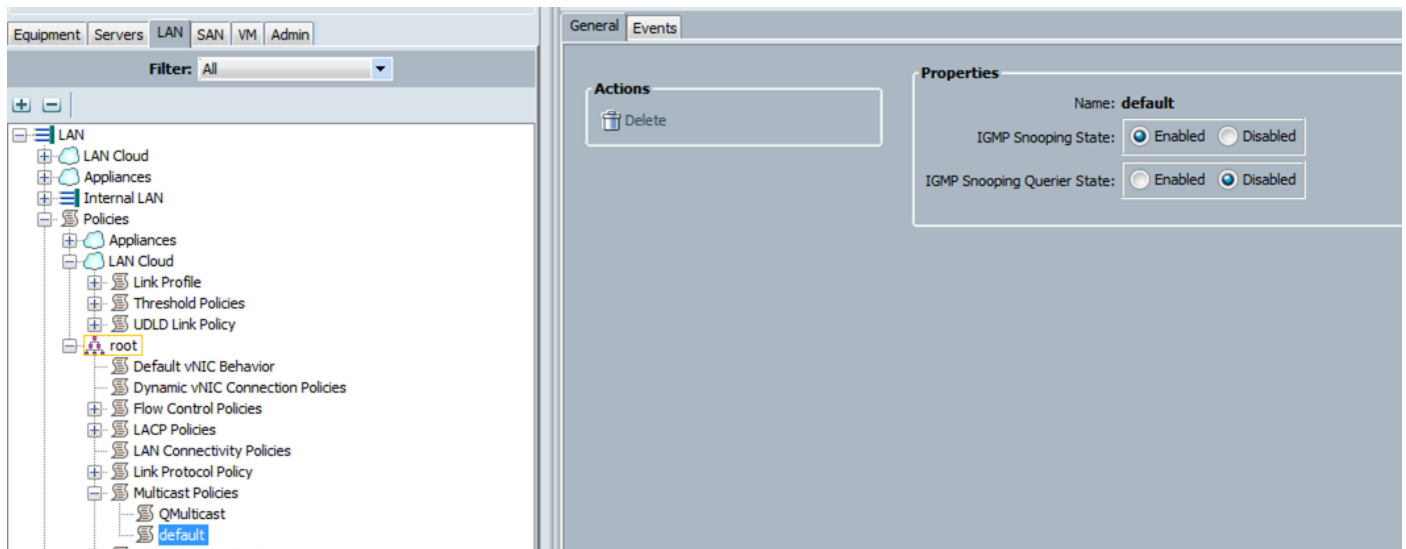 Equipment Servers LAN SAN VM Admin
Filter: All
LAN
LAN Cloud
Appliances
Internal LAN
Policies
Appliances
LAN Cloud
Link Profile
Threshold Policies
UDLD Link Policy
root
Default vNIC Behavior
Dynamic vNIC Connection Policies
Flow Control Policies
LACP Policies
LAN Connectivity Policies
Link Protocol Policy
Multicast Policies
QMulticast
default
General Events
Actions
Delete
Properties
Name: default
IGMP Snooping State: Enabled Disabled
IGMP Snooping Querier State: Enabled Disabled